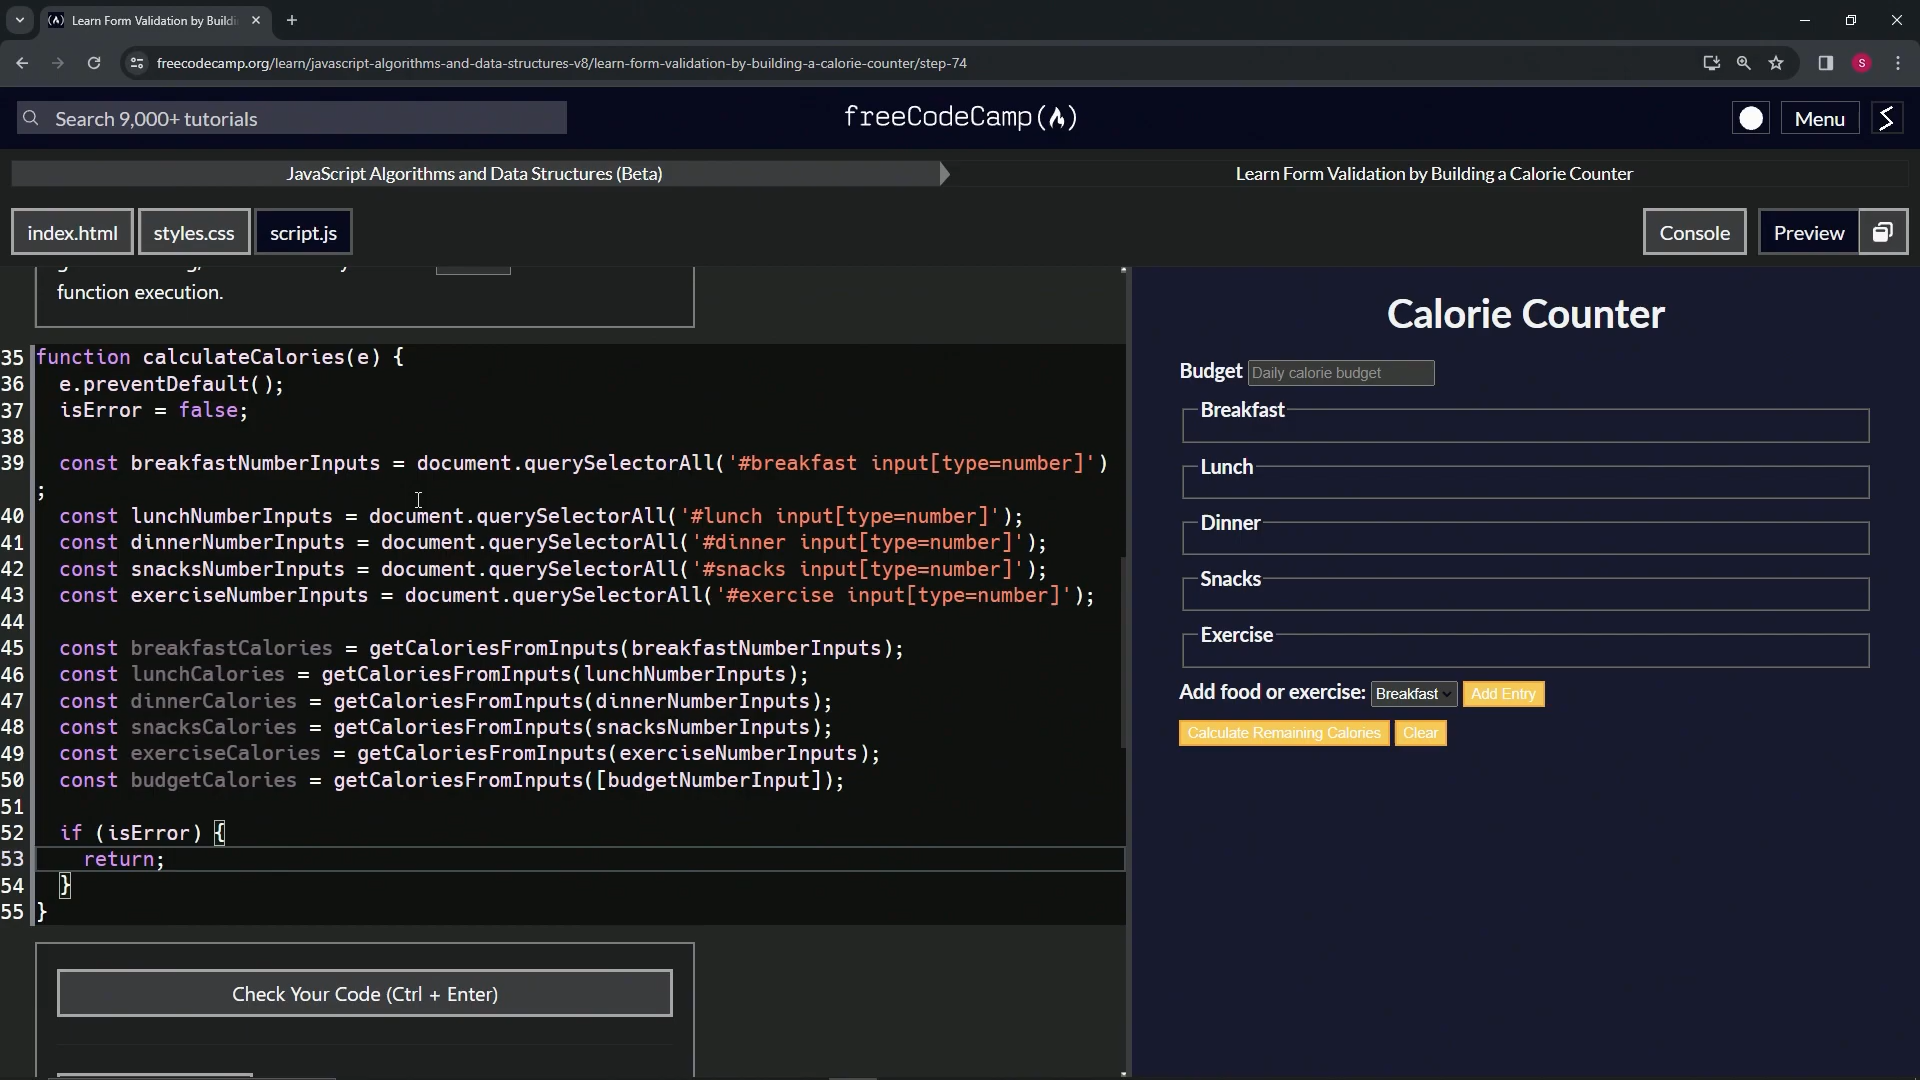 Learn Form Validation by Buildi
freecodecamp.org/learn/javascript-algorithms-and-data-structures-v8/learn-form-validation-by-building-a-calorie-counter/step-74
S
Search 9,000+ tutorials
freeCodeCamp(🔥)
Menu
JavaScript Algorithms and Data Structures (Beta)
Learn Form Validation by Building a Calorie Counter
index.html
styles.css
script.js
Console
Preview
function execution.
35 function calculateCalories(e) {
36 e.preventDefault();
37 isError = false;
38
39 const breakfastNumberInputs = document.querySelectorAll('#breakfast input[type=number]')
;
40 const lunchNumberInputs = document.querySelectorAll('#lunch input[type=number]');
41 const dinnerNumberInputs = document.querySelectorAll('#dinner input[type=number]');
42 const snacksNumberInputs = document.querySelectorAll('#snacks input[type=number]');
43 const exerciseNumberInputs = document.querySelectorAll('#exercise input[type=number]');
44
45 const breakfastCalories = getCaloriesFromInputs(breakfastNumberInputs);
46 const lunchCalories = getCaloriesFromInputs(lunchNumberInputs);
47 const dinnerCalories = getCaloriesFromInputs(dinnerNumberInputs);
48 const snacksCalories = getCaloriesFromInputs(snacksNumberInputs);
49 const exerciseCalories = getCaloriesFromInputs(exerciseNumberInputs);
50 const budgetCalories = getCaloriesFromInputs([budgetNumberInput]);
51
52 if (isError) {
53 return;
54 }
55 }
Check Your Code (Ctrl + Enter)
Calorie Counter
Budget Daily calorie budget
Breakfast
Lunch
Dinner
Snacks
Exercise
Add food or exercise: Breakfast Add Entry
Calculate Remaining Calories Clear